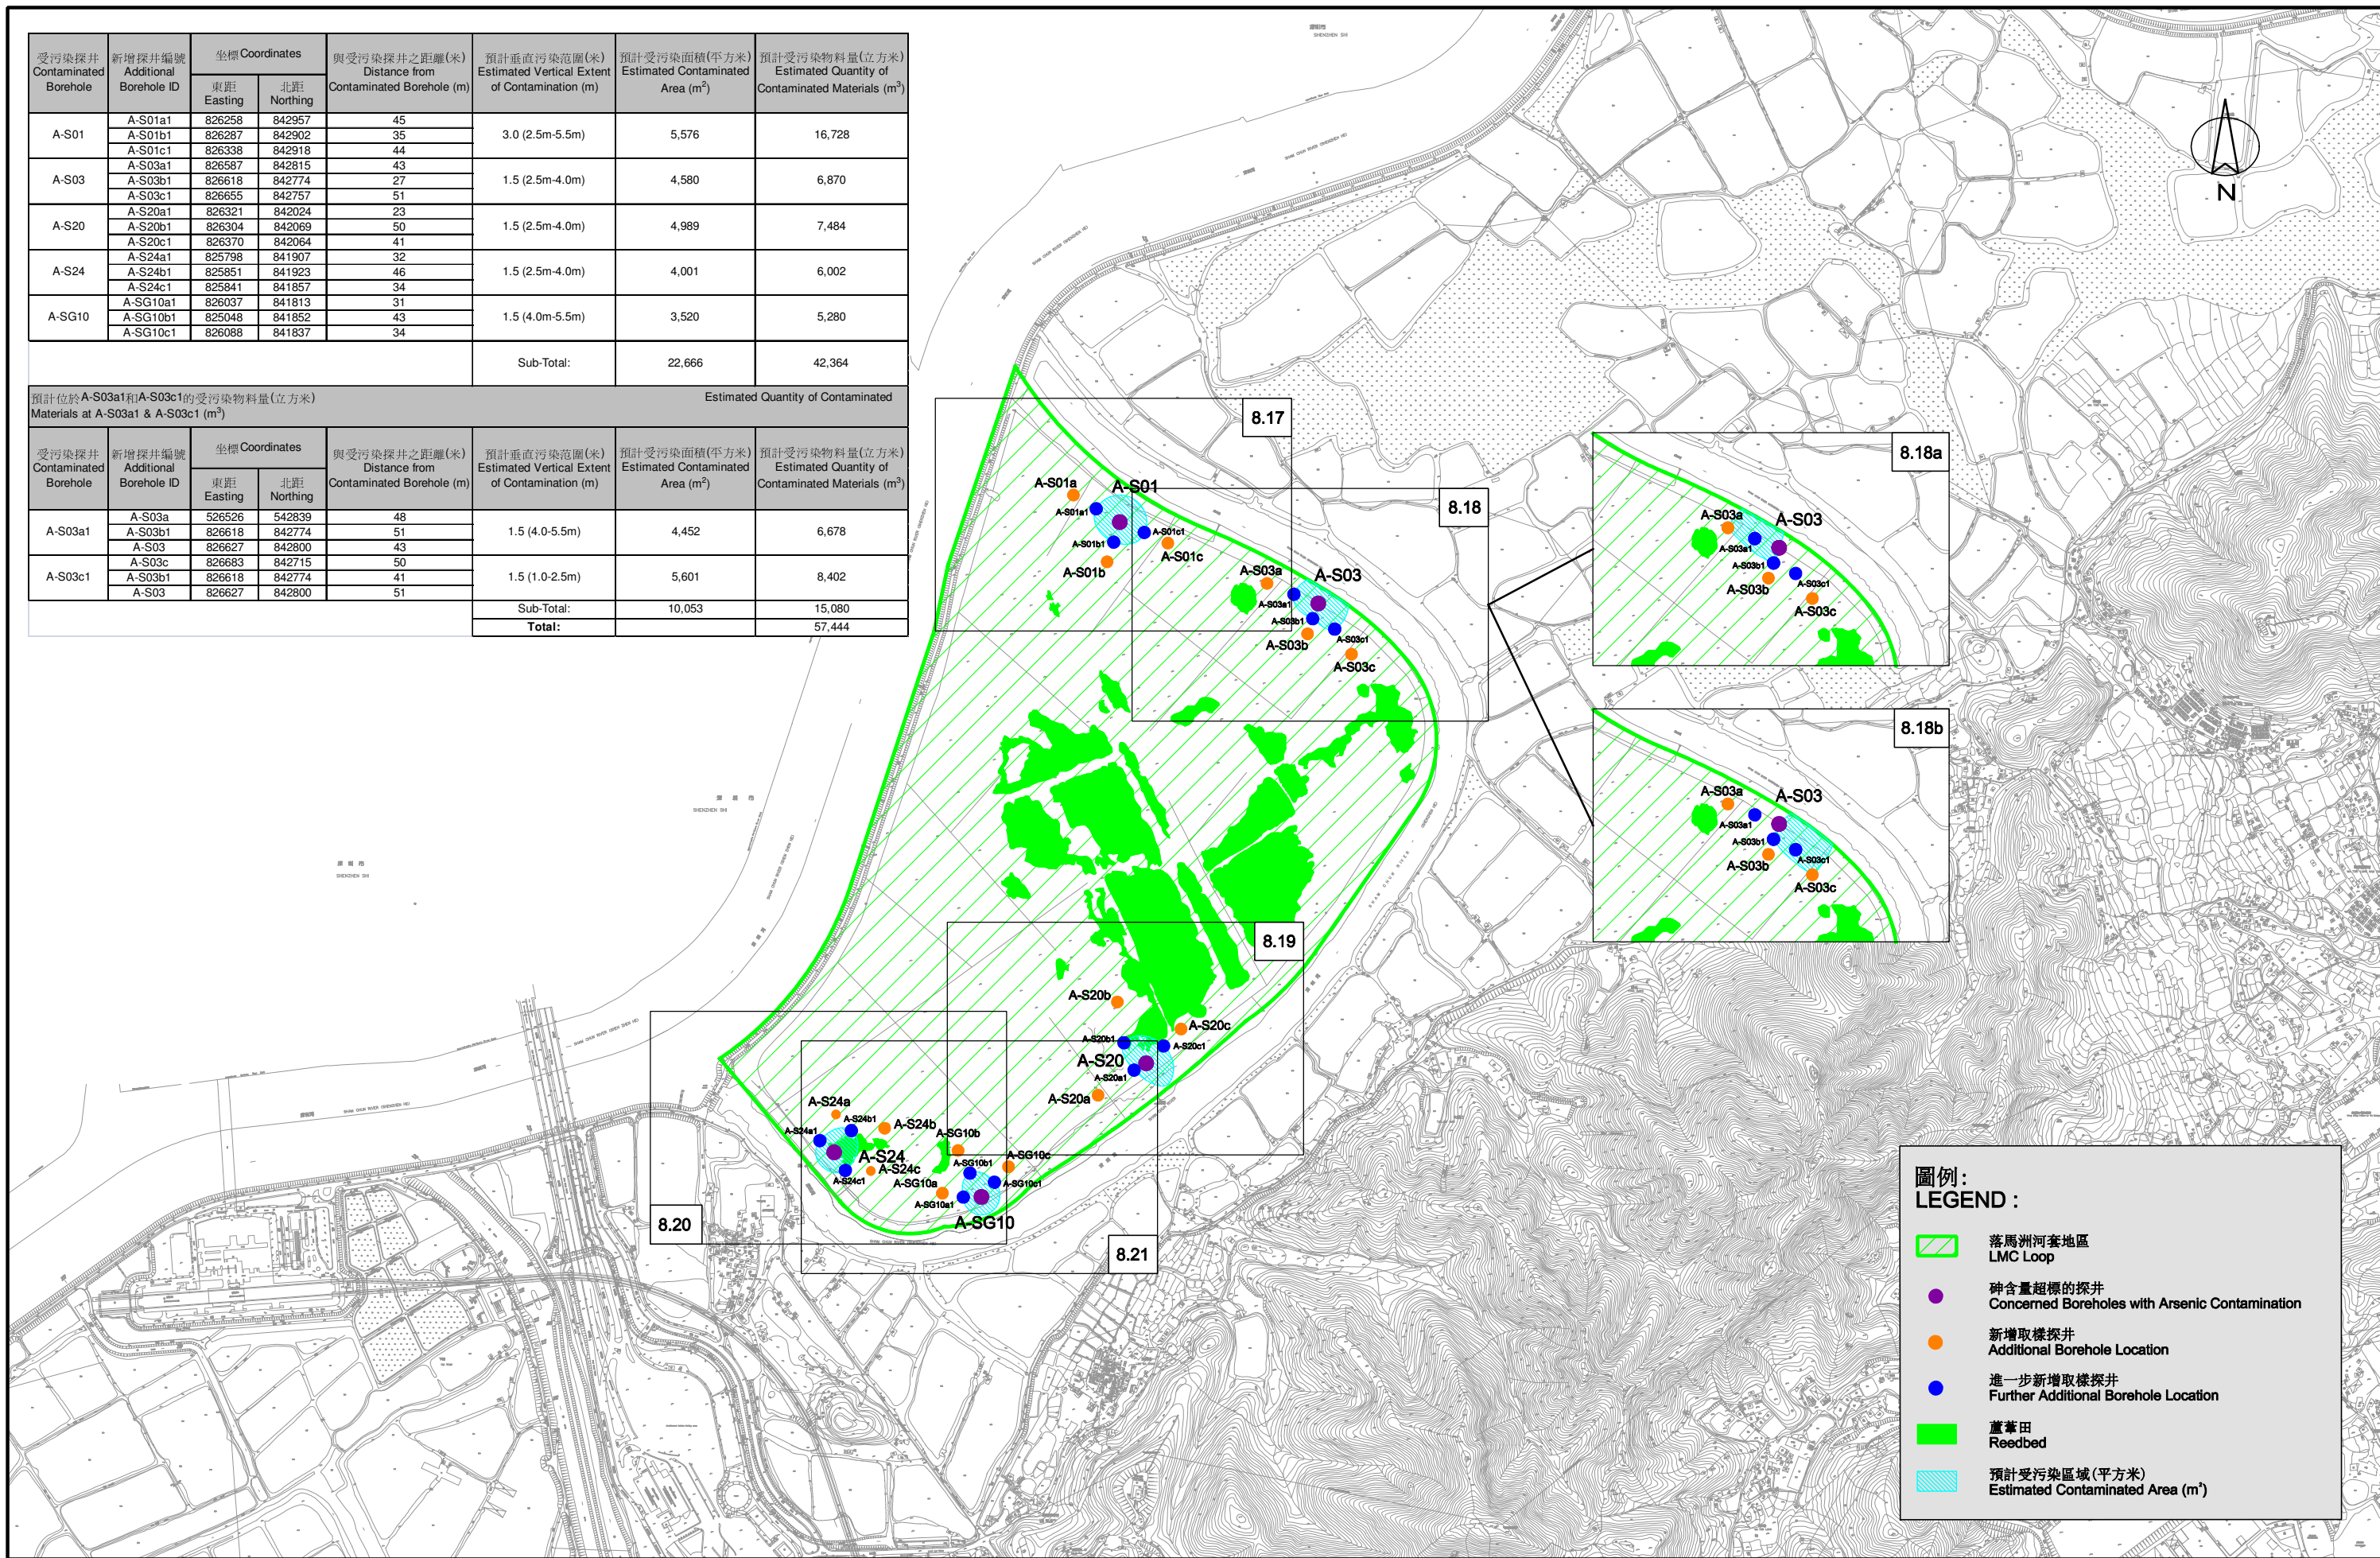 受污染探井 新增探井編號 坐標 Coordinates 與受污染探井之距離(米) 預計垂直污染范圍(米) 預計受污染面積(平方米) 預計受污染物料量(立方米)
Contaminated Additional Distance from Estimated Vertical Extent Estimated Contaminated Estimated Quantity of
Borehole Borehole ID 東距 北距 Contaminated Borehole (m) of Contamination (m) Area (m²) Contaminated Materials (m³)
Easting Northing
A-S01 3.0 (2.5m-5.5m) 5,576 16,728
A-S01a1 826258 842957 45
A-S01b1 826287 842902 35
A-S01c1 826338 842918 44
A-S03 1.5 (2.5m-4.0m) 4,580 6,870
A-S03a1 826587 842815 43
A-S03b1 826618 842774 27
A-S03c1 826655 842757 51
A-S20 1.5 (2.5m-4.0m) 4,989 7,484
A-S20a1 826321 842024 23
A-S20b1 826304 842069 50
A-S20c1 826370 842064 41
A-S24 1.5 (2.5m-4.0m) 4,001 6,002
A-S24a1 825798 841907 32
A-S24b1 825851 841923 46
A-S24c1 825841 841857 34
A-SG10 1.5 (4.0m-5.5m) 3,520 5,280
A-SG10a1 826037 841813 31
A-SG10b1 825048 841852 43
A-SG10c1 826088 841837 34
Sub-Total: 22,666 42,364
預計位於A-S03a1和A-S03c1的受污染物料量(立方米) Estimated Quantity of Contaminated
Materials at A-S03a1 & A-S03c1 (m³)
受污染探井 新增探井編號 坐標 Coordinates 與受污染探井之距離(米) 預計垂直污染范圍(米) 預計受污染面積(平方米) 預計受污染物料量(立方米)
Contaminated Additional Distance from Estimated Vertical Extent Estimated Contaminated Estimated Quantity of
Borehole Borehole ID 東距 北距 Contaminated Borehole (m) of Contamination (m) Area (m²) Contaminated Materials (m³)
Easting Northing
A-S03a1 1.5 (4.0-5.5m) 4,452 6,678
A-S03a 526526 542839 48
A-S03b1 826618 842774 51
A-S03 826627 842800 43
A-S03c1 1.5 (1.0-2.5m) 5,601 8,402
A-S03c 826683 842715 50
A-S03b1 826618 842774 41
A-S03 826627 842800 51
Sub-Total: 10,053 15,080
Total: 57,444
N
8.17
A-S01a
A-S01
A-S01a1
A-S01c1
A-S01b1
A-S01c
A-S01b
8.18
A-S03a
A-S03
A-S03a1
A-S03b1
A-S03c1
A-S03b
A-S03c
8.18a
A-S03a
A-S03
A-S03a1
A-S03b1
A-S03c1
A-S03b
A-S03c
8.18b
A-S03a
A-S03
A-S03a1
A-S03b1
A-S03c1
A-S03b
A-S03c
SHENZHEN SHI
SHENZHEN SHI
SHENZHEN SHI
8.19
A-S20b
A-S20c
A-S20b1
A-S20c1
A-S20
A-S20a1
A-S20a
8.20
A-S24a
A-S24b1
A-S24a1
A-S24b
A-S24
A-S24c
A-S24c1
8.21
A-SG10b
A-SG10c
A-SG10b1
A-SG10a
A-SG10c1
A-SG10a1
A-SG10
圖例:
LEGEND :
落馬洲河套地區
LMC Loop
砷含量超標的探井
Concerned Boreholes with Arsenic Contamination
新增取樣探井
Additional Borehole Location
進一步新增取樣探井
Further Additional Borehole Location
蘆葦田
Reedbed
預計受污染區域(平方米)
Estimated Contaminated Area (m²)